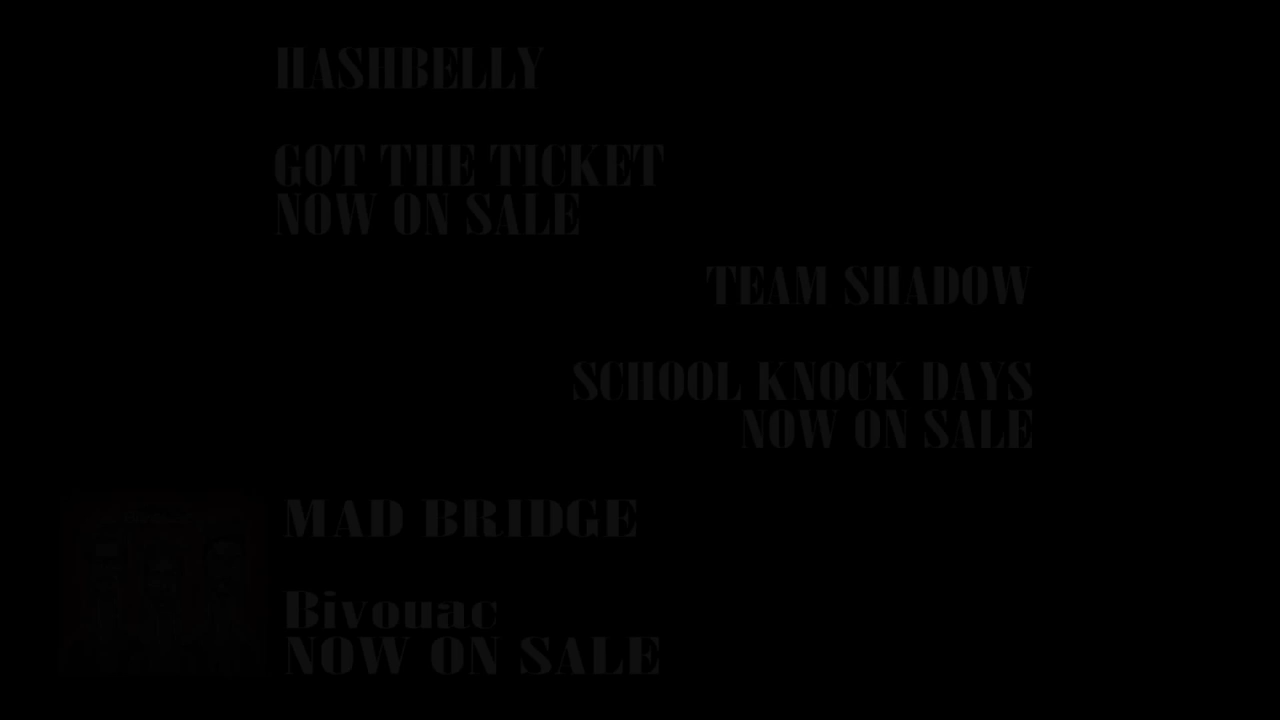 HASHBELLY
GOT THE TICKET
NOW ON SALE
TEAM SHADOW
SCHOOL KNOCK DAYS
NOW ON SALE
MAD BRIDGE
Bivouac
NOW ON SALE